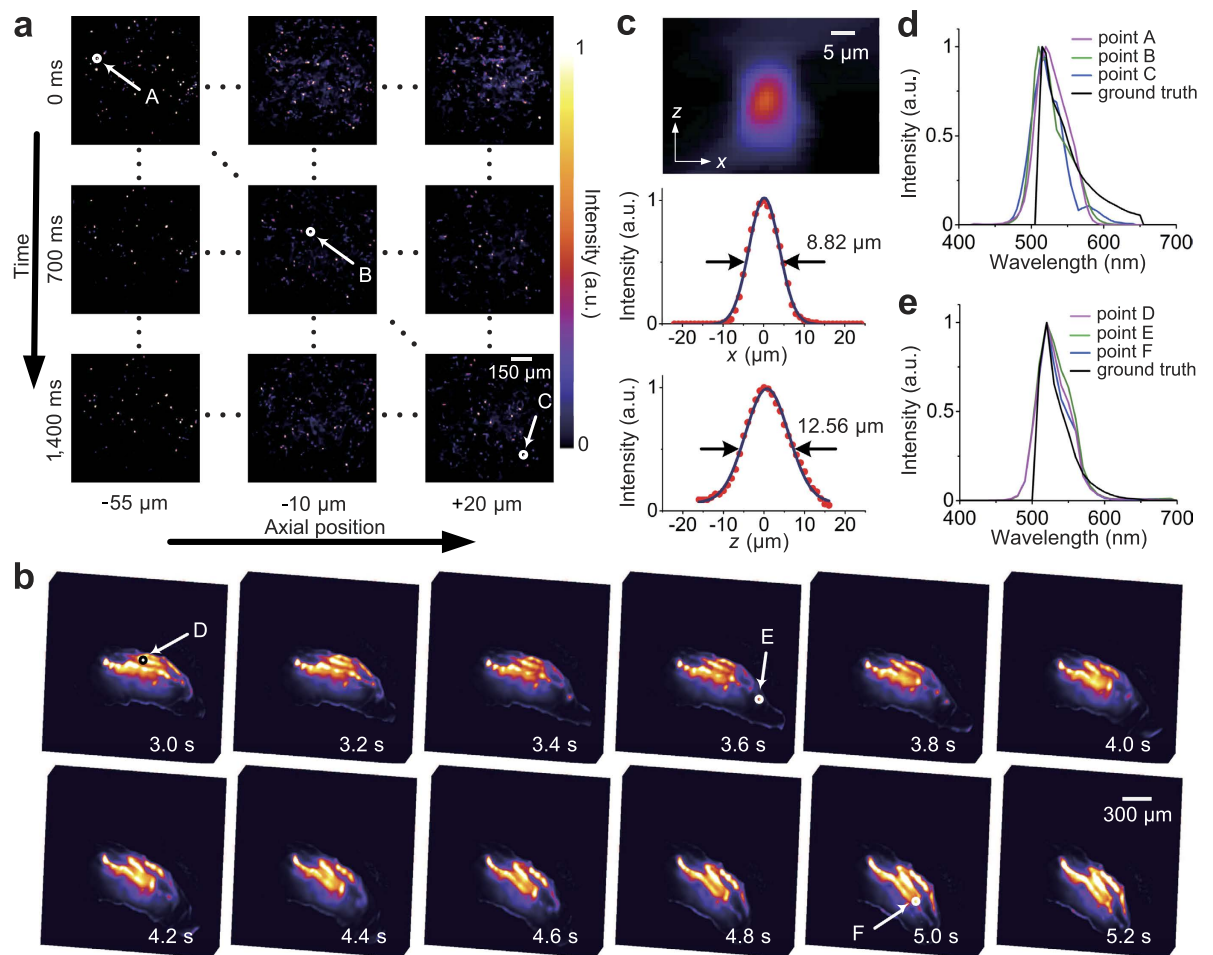 a
0 ms
700 ms
1,400 ms
Time
A
B
C
150 µm
-55 µm
-10 µm
+20 µm
Axial position
1
Intensity (a.u.)
0
c
5 µm
z
x
1
Intensity (a.u.)
0
8.82 µm
-20 -10 0 10 20
x (µm)
1
0.5
Intensity (a.u.)
0
12.56 µm
-20 -10 0 10 20
z (µm)
d
point A
point B
point C
ground truth
1
0.5
0
Intensity (a.u.)
400 500 600 700
Wavelength (nm)
e
point D
point E
point F
ground truth
1
0.5
0
Intensity (a.u.)
400 500 600 700
Wavelength (nm)
b
D
E
3.0 s
3.2 s
3.4 s
3.6 s
3.8 s
4.0 s
300 µm
F
4.2 s
4.4 s
4.6 s
4.8 s
5.0 s
5.2 s